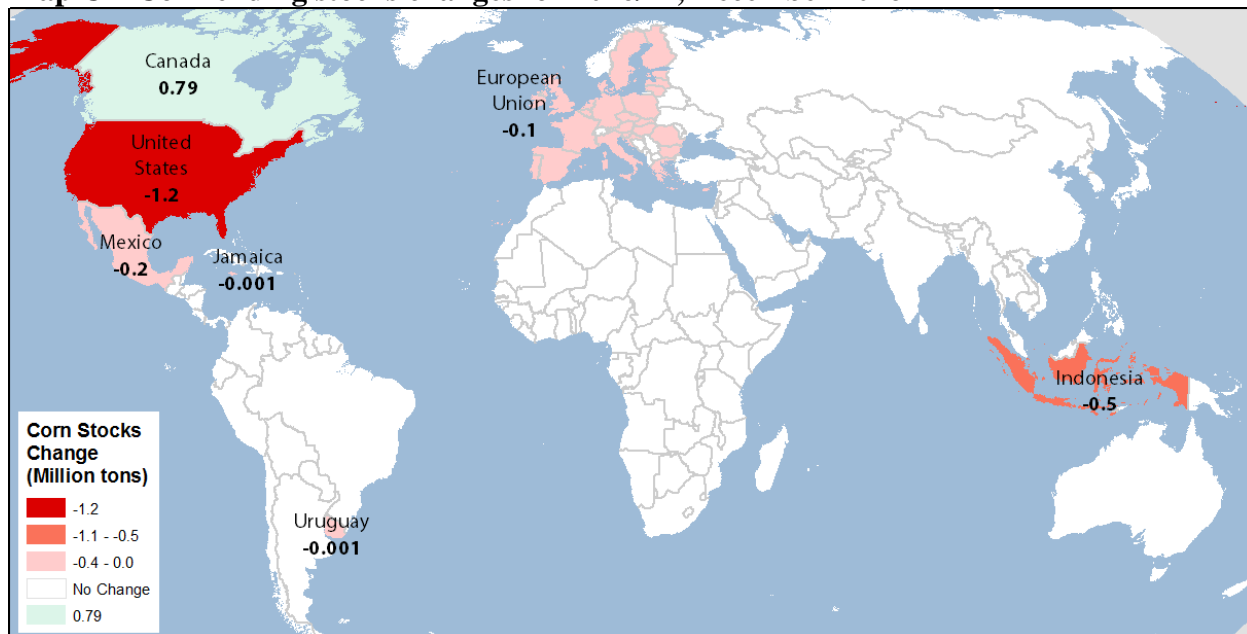 Canada
0.79
United
States
-1.2
Mexico
-0.2
Jamaica
-0.001
European
Union
-0.1
Indonesia
-0.5
Uruguay
-0.001
Corn Stocks
Change
(Million tons)
-1.2
-1.1 - -0.5
-0.4 - 0.0
No Change
0.79